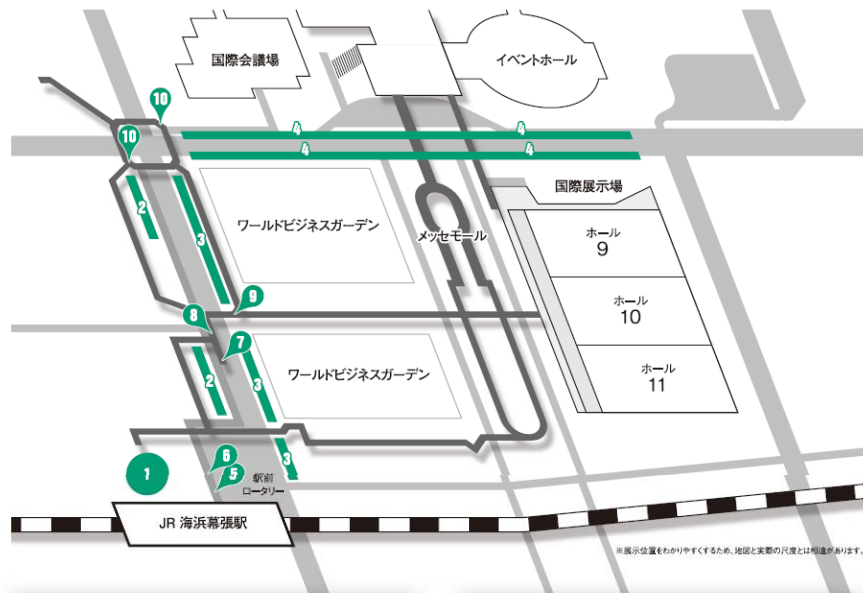 国際会議場
イベントホール
10
4
4
10
4
4
国際展示場
2
3
ワールドビジネスガーデン
メッセモール
ホール
9
9
ホール
10
8
7
2
3
ワールドビジネスガーデン
ホール
11
6
3
1
5
駅前
ロータリー
JR 海浜幕張駅
※展示位置をわかりやすくするため、地図と実際の尺度とは相違があります。